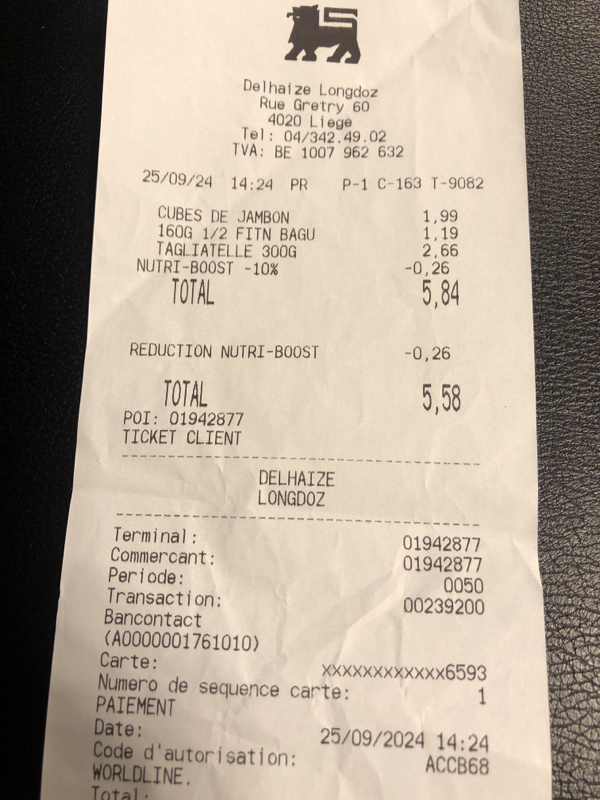 Delhaize Longdoz
Rue Gretry 60
4020 Liege
Tel: 04/342.49.02
TVA: BE 1007 962 632
25/09/24 14:24 PR P-1 C-163 T-9082
CUBES DE JAMBON 1,99
160G 1/2 FITN BAGU 1,19
TAGLIATELLE 300G 2,66
NUTRI-BOOST -10% -0,26
TOTAL 5,84
REDUCTION NUTRI-BOOST -0,26
TOTAL 5,58
POI: 01942877
TICKET CLIENT
DELHAIZE
LONGDOZ
Terminal: 01942877
Commercant: 01942877
Periode: 0050
Transaction: 00239200
Bancontact
(A0000001761010)
Carte: xxxxxxxxxxxx6593
Numero de sequence carte: 1
PAIEMENT
Date: 25/09/2024 14:24
Code d'autorisation: ACCB68
WORLDLINE.
Total: